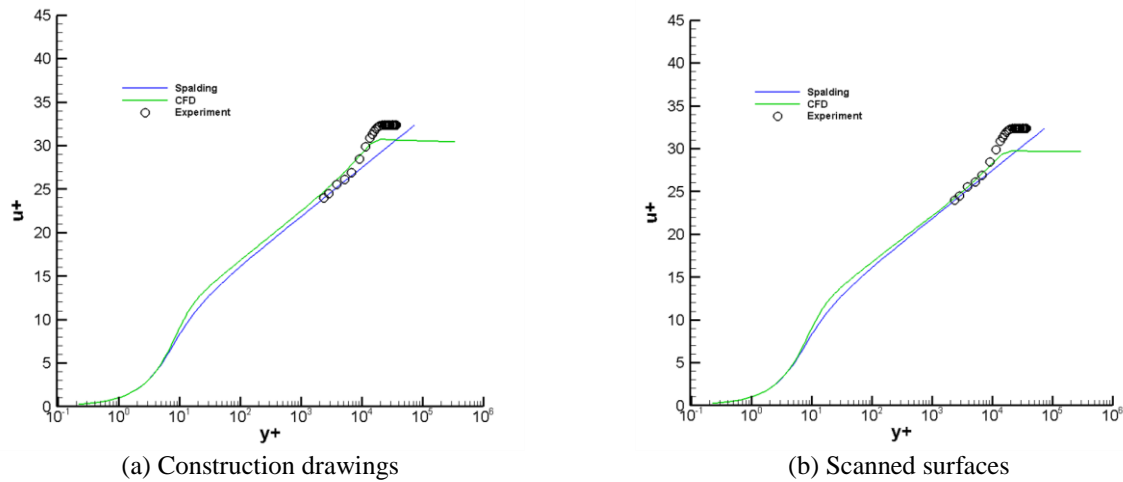 45
40
35
30
25
20
15
10
5
0
u+
Spalding
CFD
Experiment
10-1 100 101 102 103 104 105 106
y+
(a) Construction drawings
45
40
35
30
25
20
15
10
5
0
u+
Spalding
CFD
Experiment
10-1 100 101 102 103 104 105 106
y+
(b) Scanned surfaces